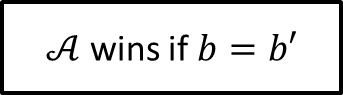 𝒜 wins if 𝑏 = 𝑏′